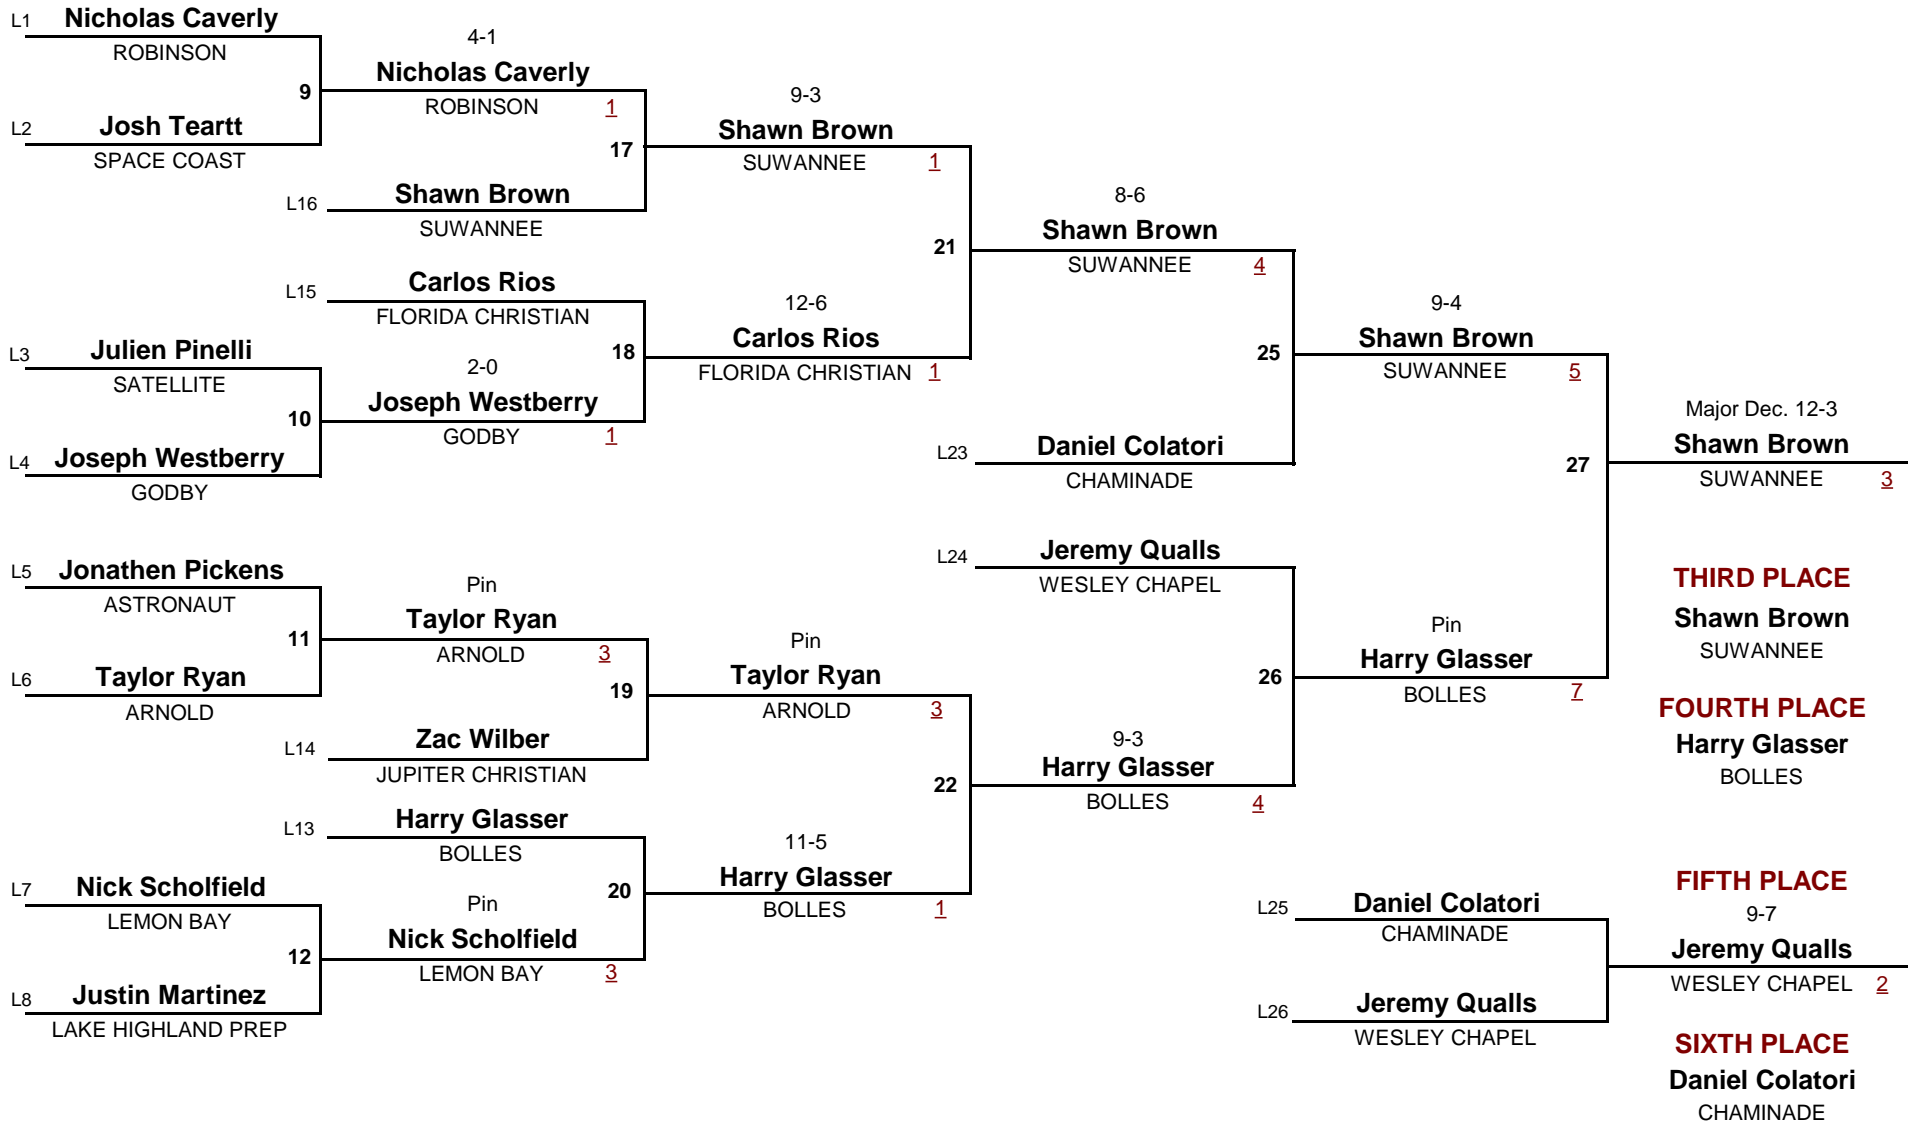 L1 Nicholas Caverly
ROBINSON
9
L2 Josh Teartt
SPACE COAST
4-1
Nicholas Caverly
ROBINSON 1
17
L16 Shawn Brown
SUWANNEE
9-3
Shawn Brown
SUWANNEE 1
21
L15 Carlos Rios
FLORIDA CHRISTIAN
18
L3 Julien Pinelli
SATELLITE
10
L4 Joseph Westberry
GODBY
2-0
Joseph Westberry
GODBY 1
12-6
Carlos Rios
FLORIDA CHRISTIAN 1
8-6
Shawn Brown
SUWANNEE 4
25
L23 Daniel Colatori
CHAMINADE
9-4
Shawn Brown
SUWANNEE 5
27
Major Dec. 12-3
Shawn Brown
SUWANNEE 3
L5 Jonathen Pickens
ASTRONAUT
11
L6 Taylor Ryan
ARNOLD
Pin
Taylor Ryan
ARNOLD 3
19
L14 Zac Wilber
JUPITER CHRISTIAN
Pin
Taylor Ryan
ARNOLD 3
22
L13 Harry Glasser
BOLLES
20
L7 Nick Scholfield
LEMON BAY
12
L8 Justin Martinez
LAKE HIGHLAND PREP
Pin
Nick Scholfield
LEMON BAY 3
11-5
Harry Glasser
BOLLES 1
L24 Jeremy Qualls
WESLEY CHAPEL
26
9-3
Harry Glasser
BOLLES 4
Pin
Harry Glasser
BOLLES 7
THIRD PLACE
Shawn Brown
SUWANNEE
FOURTH PLACE
Harry Glasser
BOLLES
L25 Daniel Colatori
CHAMINADE
L26 Jeremy Qualls
WESLEY CHAPEL
FIFTH PLACE
9-7
Jeremy Qualls
WESLEY CHAPEL 2
SIXTH PLACE
Daniel Colatori
CHAMINADE